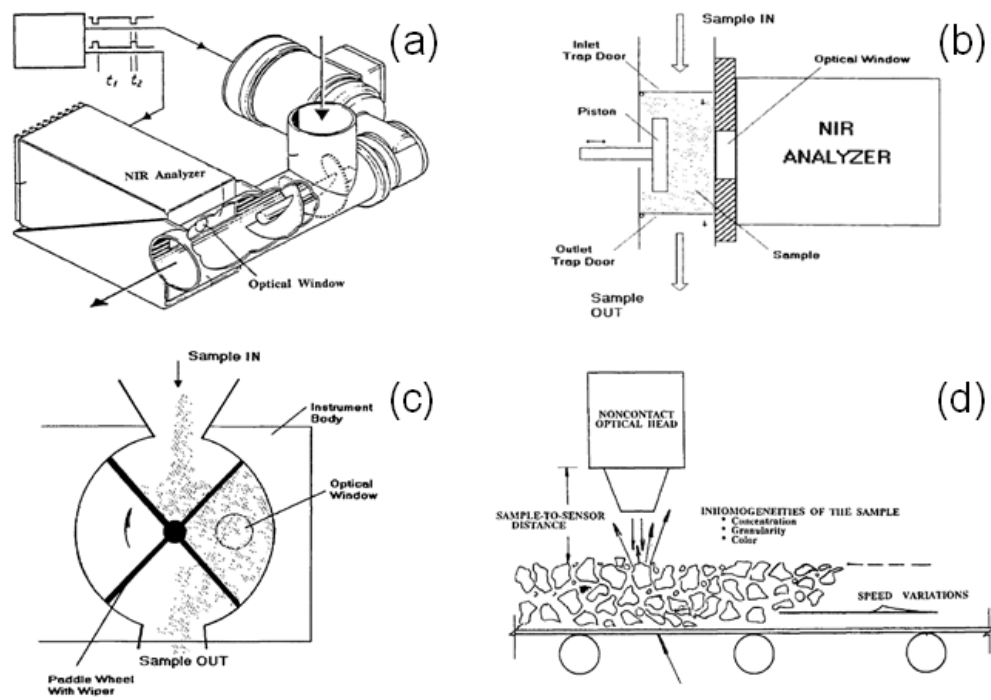 (a)
t1 t2
NIR Analyzer
Optical Window
(b)
Sample IN
Inlet
Trap Door
Optical Window
Piston
NIR
ANALYZER
Outlet
Trap Door
Sample
Sample
OUT
(c)
Sample IN
Instrument
Body
Optical
Window
Sample OUT
Paddle Wheel
With Wiper
(d)
NONCONTACT
OPTICAL HEAD
SAMPLE-TO-SENSOR
DISTANCE
INHOMOGENEITIES OF THE SAMPLE
* Concentration
* Granularity
* Color
SPEED VARIATIONS